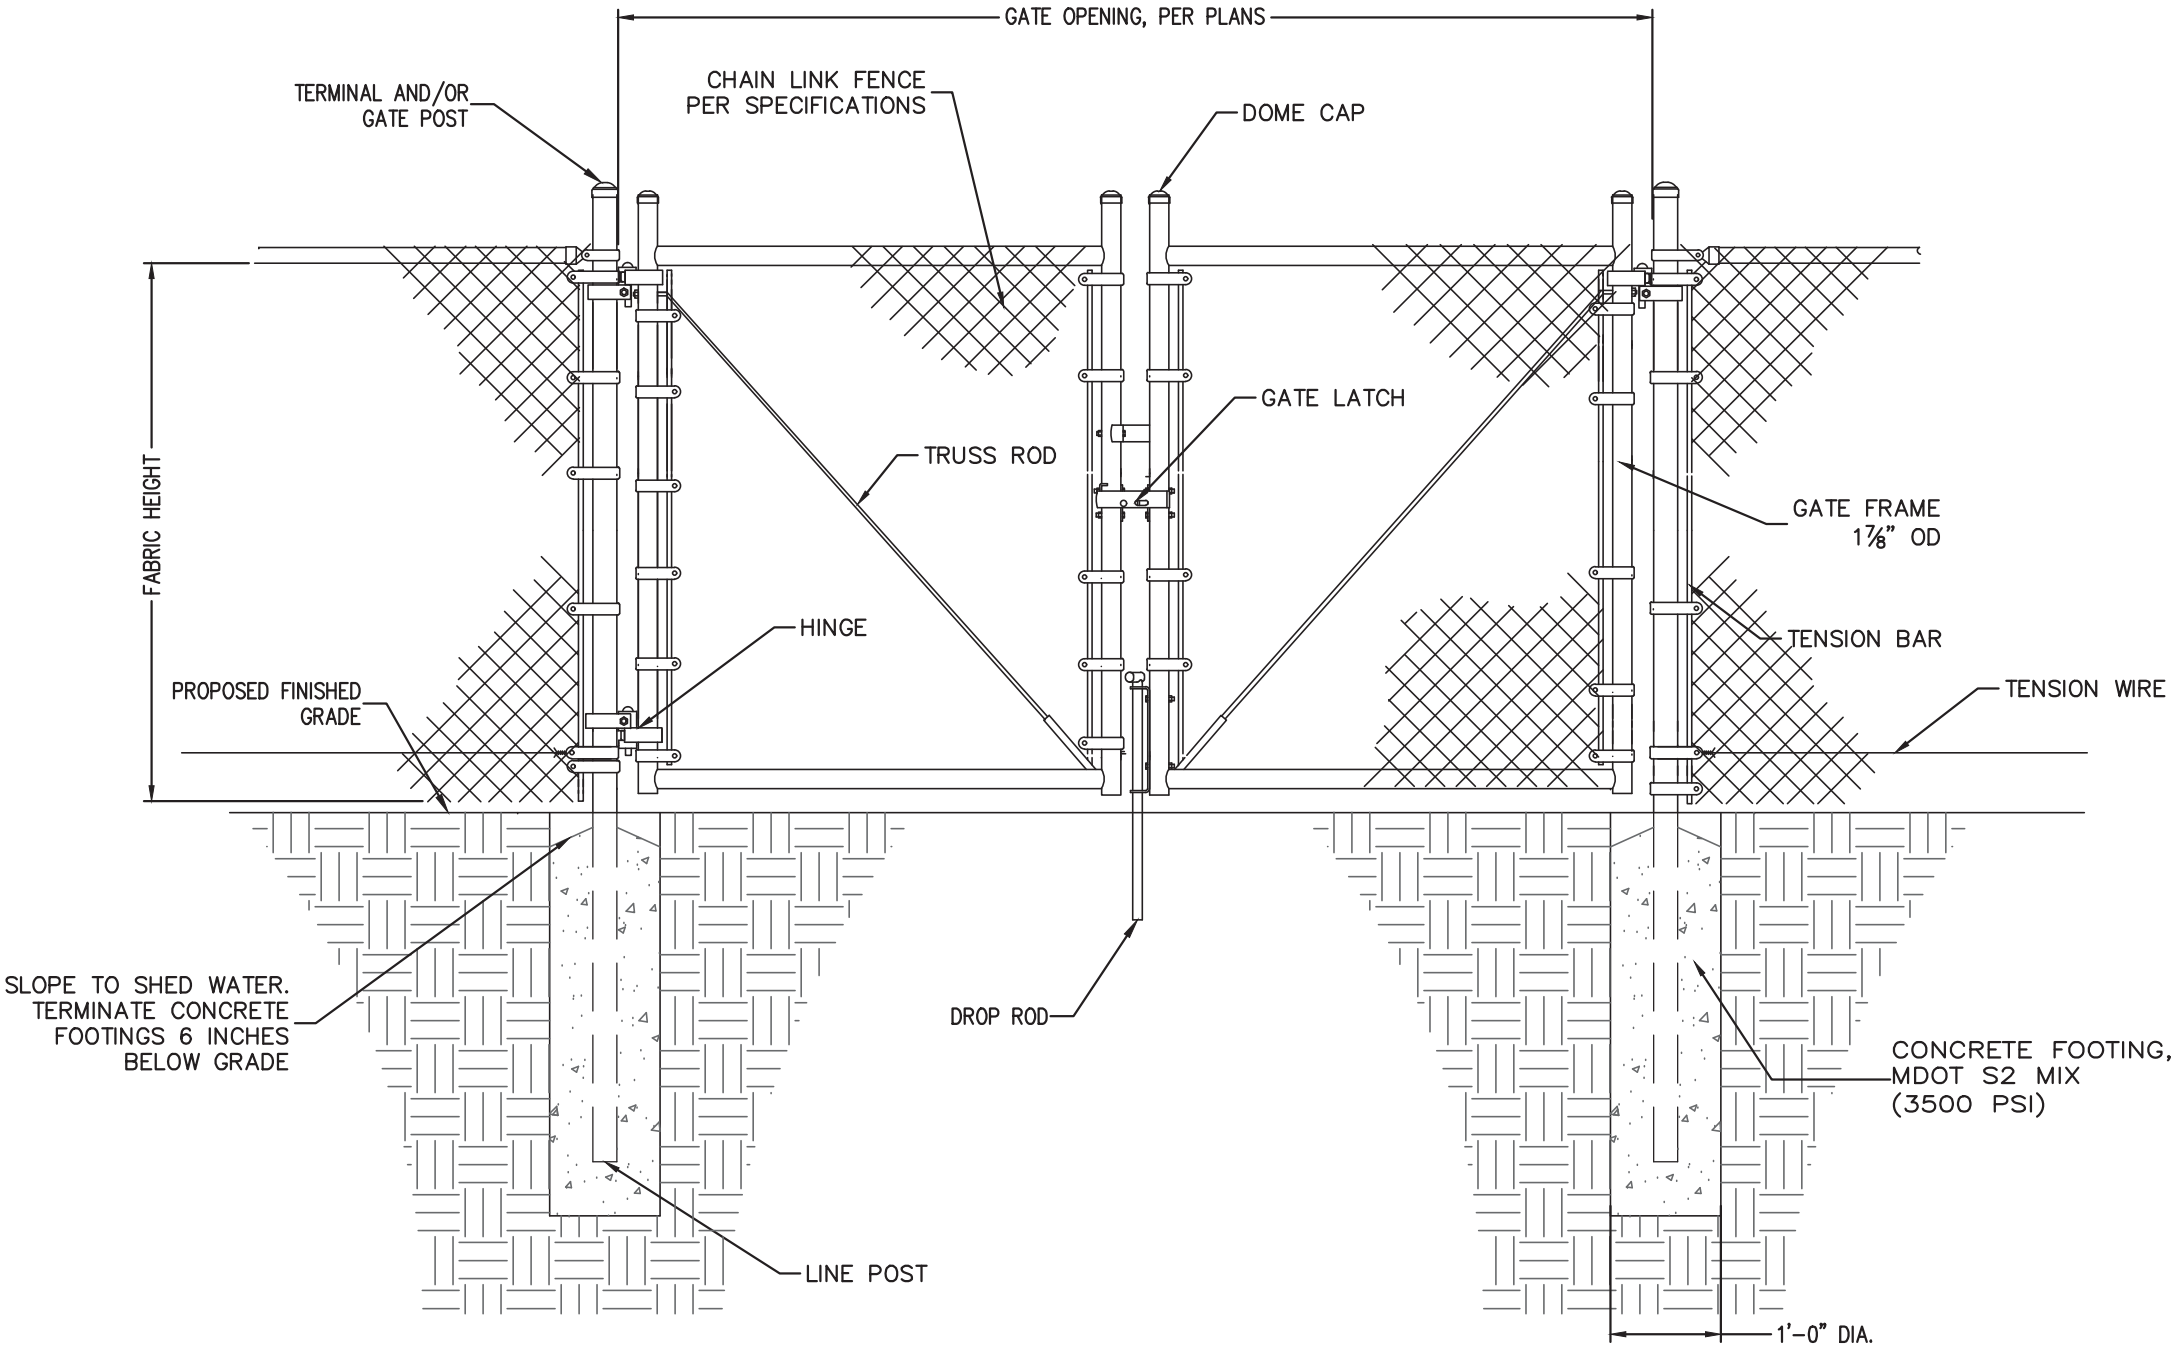 GATE OPENING, PER PLANS
TERMINAL AND/OR
GATE POST
CHAIN LINK FENCE
PER SPECIFICATIONS
DOME CAP
GATE LATCH
TRUSS ROD
FABRIC HEIGHT
GATE FRAME
1⅞" OD
HINGE
TENSION BAR
PROPOSED FINISHED
GRADE
TENSION WIRE
SLOPE TO SHED WATER.
TERMINATE CONCRETE
FOOTINGS 6 INCHES
BELOW GRADE
DROP ROD
CONCRETE FOOTING,
MDOT S2 MIX
(3500 PSI)
LINE POST
1'-0" DIA.